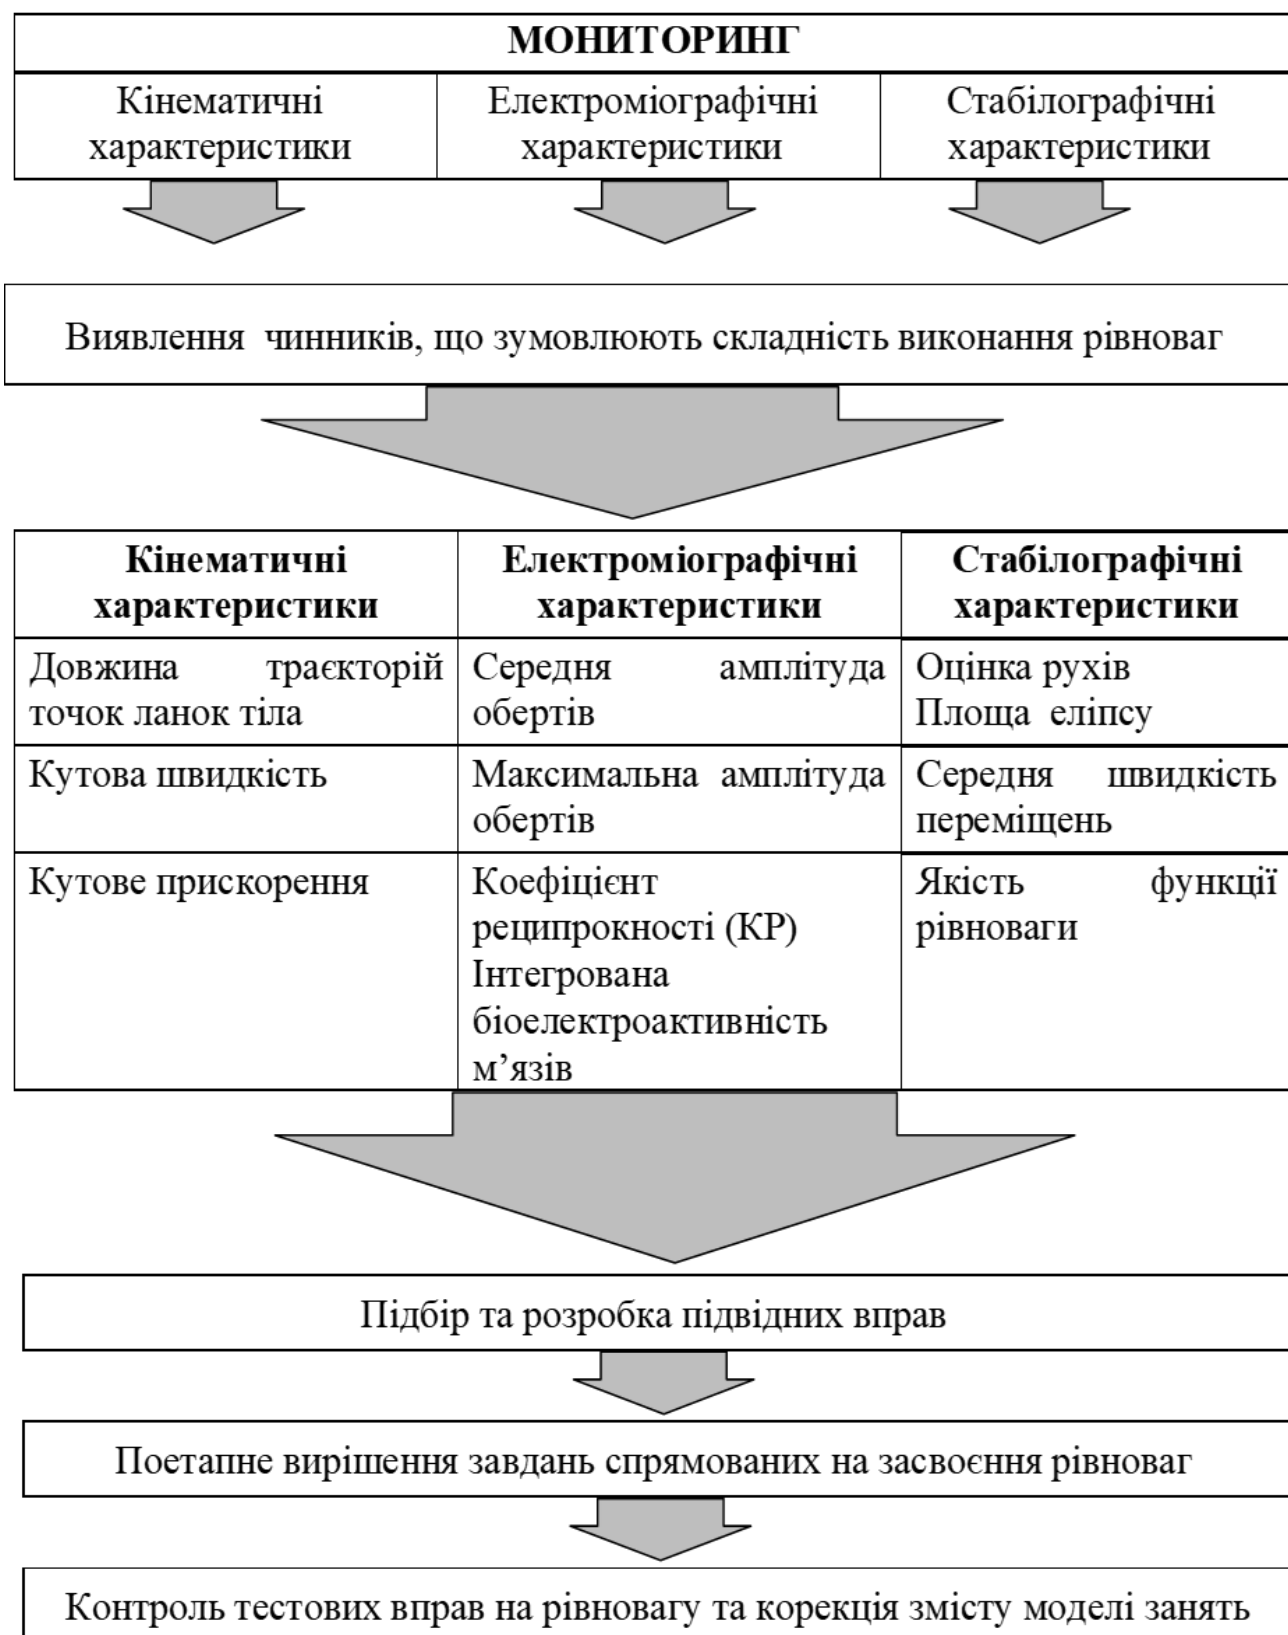 МОНИТОРИНГ
Кінематичні
характеристики
Електроміографічні
характеристики
Стабілографічні
характеристики
Виявлення чинників, що зумовлюють складність виконання рівноваг
Кінематичні
характеристики
Електроміографічні
характеристики
Стабілографічні
характеристики
Довжина траєкторій
точок ланок тіла
Середня амплітуда
обертів
Оцінка рухів
Площа еліпсу
Кутова швидкість
Максимальна амплітуда
обертів
Середня швидкість
переміщень
Кутове прискорення
Коефіцієнт
реципрокності (КР)
Інтегрована
біоелектроактивність
м’язів
Якість функції
рівноваги
Підбір та розробка підвідних вправ
Поетапне вирішення завдань спрямованих на засвоєння рівноваг
Контроль тестових вправ на рівновагу та корекція змісту моделі занять